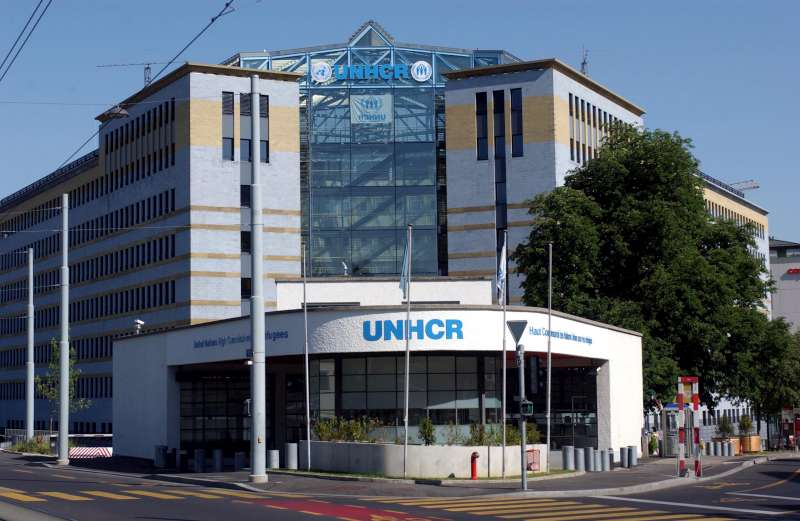 UNHCR
UNHCR
UNHCR
United Nations High Commissioner for Refugees
Haut Commissariat des Nations Unies pour les réfugiés